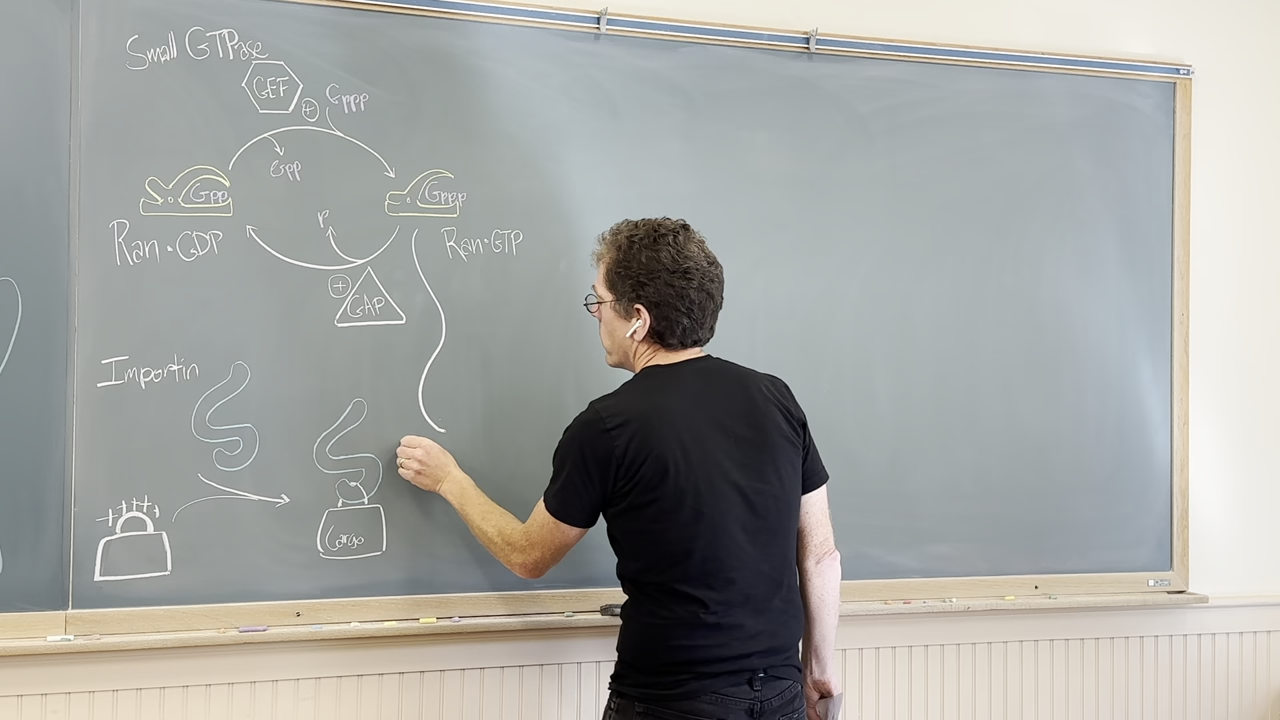 Small GTPase
GEF
+
Gppp
Gpp
Gpp
Gppp
Ran·GDP
P
Ran·GTP
+
GAP
Importin
++++
Cargo